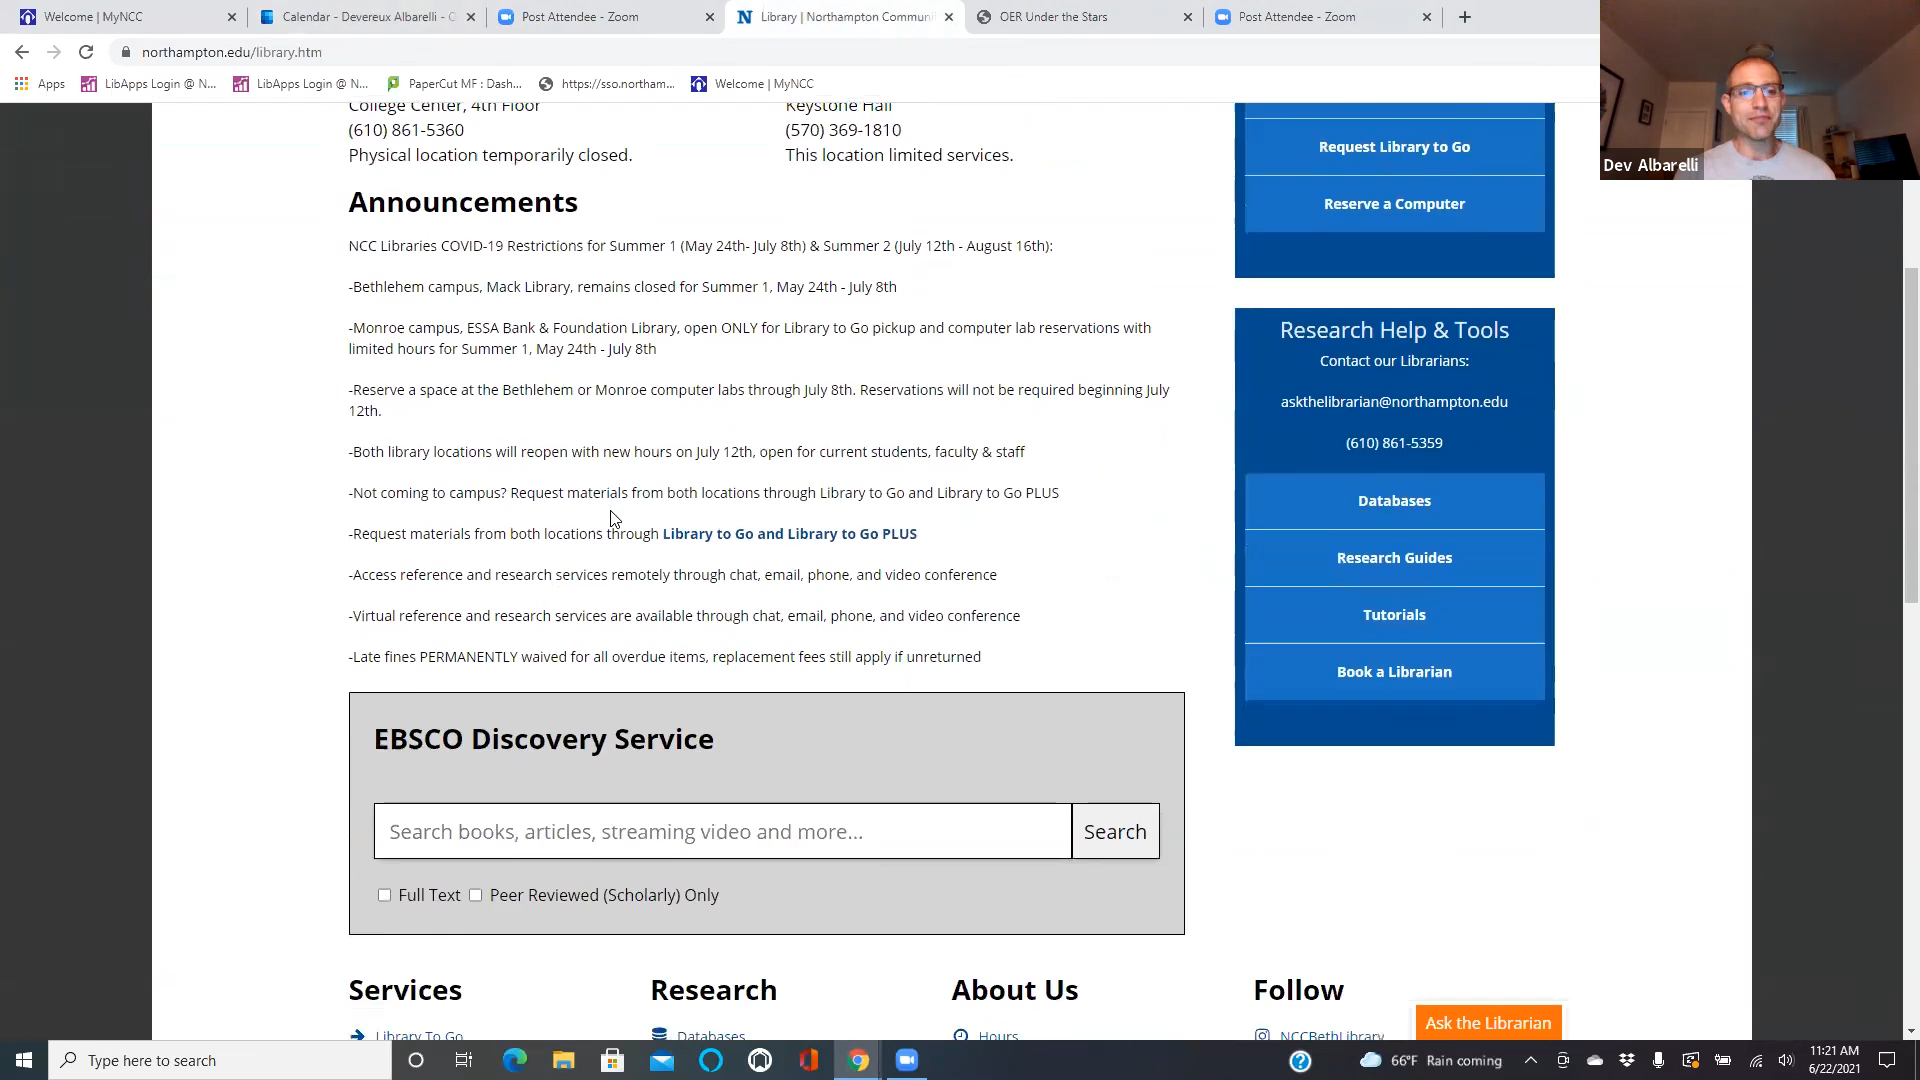 Welcome | MyNCC
Calendar - Devereux Albarelli - O
Post Attendee - Zoom
Library | Northampton Communi
OER Under the Stars
Post Attendee - Zoom
northampton.edu/library.htm
Apps
LibApps Login @ N...
LibApps Login @ N...
PaperCut MF : Dash...
https://sso.northam...
Welcome | MyNCC
College Center, 4th Floor
(610) 861-5360
Physical location temporarily closed.
Keystone Hall
(570) 369-1810
This location limited services.
Request Library to Go
Reserve a Computer
Dev Albarelli
Announcements
NCC Libraries COVID-19 Restrictions for Summer 1 (May 24th- July 8th) & Summer 2 (July 12th - August 16th):
-Bethlehem campus, Mack Library, remains closed for Summer 1, May 24th - July 8th
-Monroe campus, ESSA Bank & Foundation Library, open ONLY for Library to Go pickup and computer lab reservations with
limited hours for Summer 1, May 24th - July 8th
-Reserve a space at the Bethlehem or Monroe computer labs through July 8th. Reservations will not be required beginning July
12th.
-Both library locations will reopen with new hours on July 12th, open for current students, faculty & staff
-Not coming to campus? Request materials from both locations through Library to Go and Library to Go PLUS
-Request materials from both locations through Library to Go and Library to Go PLUS
-Access reference and research services remotely through chat, email, phone, and video conference
-Virtual reference and research services are available through chat, email, phone, and video conference
-Late fines PERMANENTLY waived for all overdue items, replacement fees still apply if unreturned
Research Help & Tools
Contact our Librarians:
askthelibrarian@northampton.edu
(610) 861-5359
Databases
Research Guides
Tutorials
Book a Librarian
EBSCO Discovery Service
Search books, articles, streaming video and more...
Search
Full Text
Peer Reviewed (Scholarly) Only
Services
Library To Go
Research
Databases
About Us
Hours
Follow
NCCBethLibrary
Ask the Librarian
Type here to search
66°F Rain coming
11:21 AM
6/22/2021